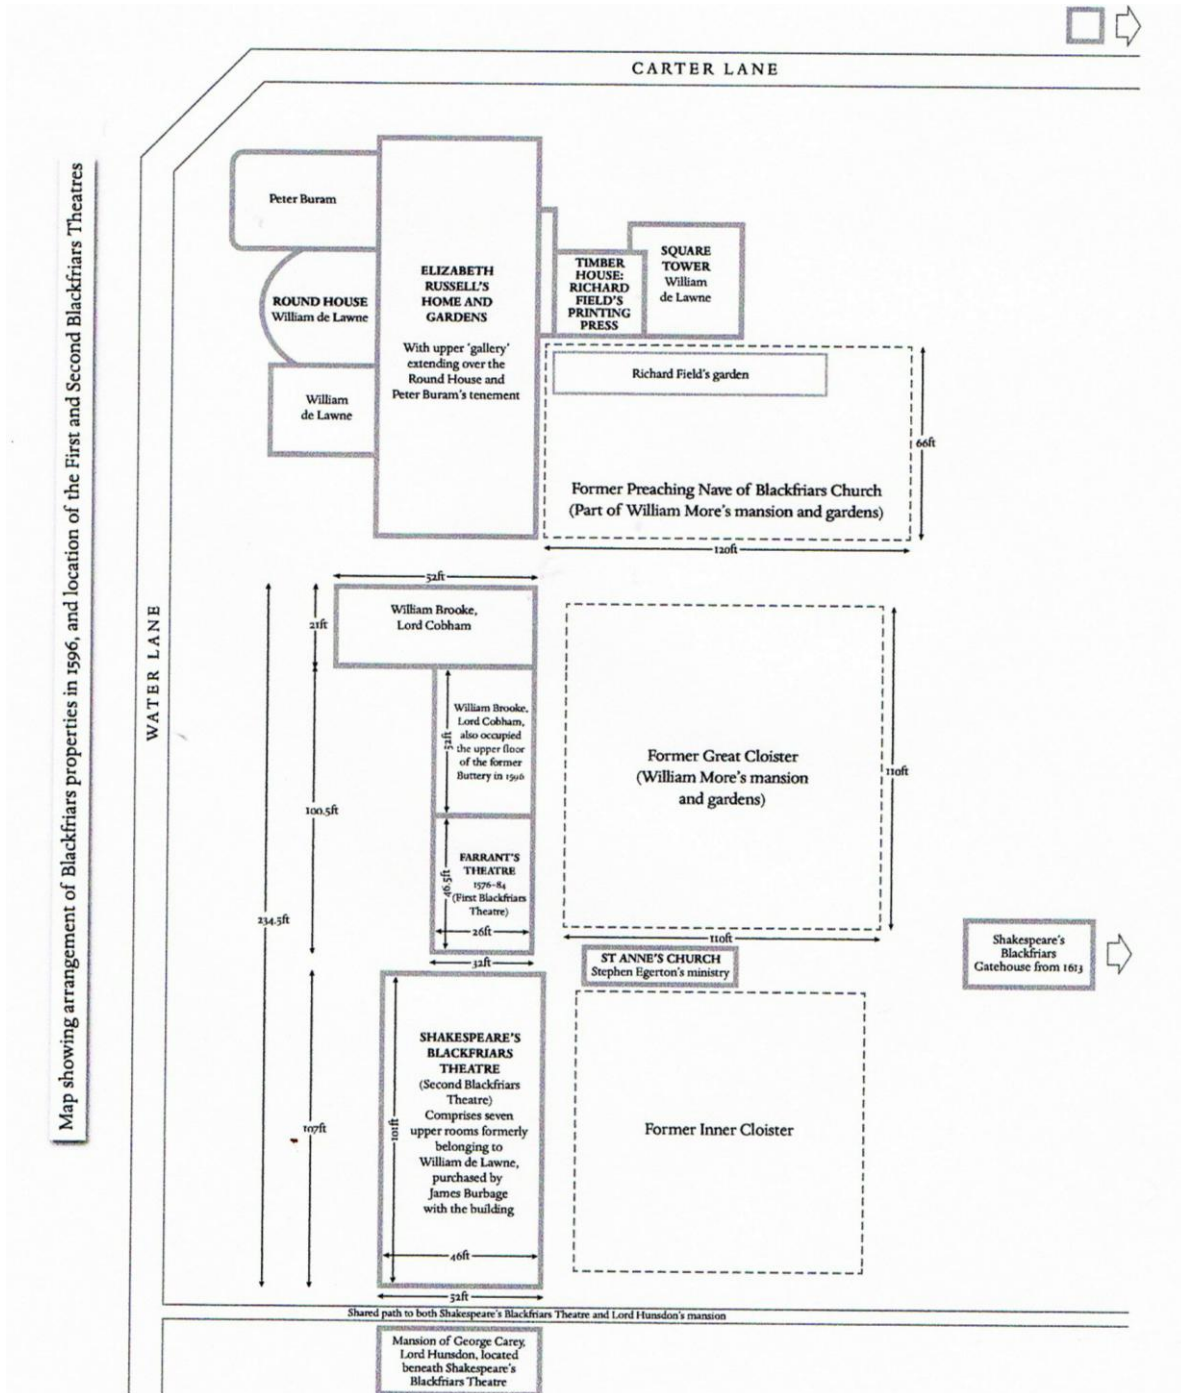 Map showing arrangement of Blackfriars properties in 1596, and location of the First and Second Blackfriars Theatres
CARTER LANE
WATER LANE
Peter Buram
ROUND HOUSE
William de Lawne
William
de Lawne
ELIZABETH
RUSSELL'S
HOME AND
GARDENS
With upper 'gallery'
extending over the
Round House and
Peter Buram's tenement
TIMBER
HOUSE:
RICHARD
FIELD'S
PRINTING
PRESS
SQUARE
TOWER
William
de Lawne
Richard Field's garden
66ft
Former Preaching Nave of Blackfriars Church
(Part of William More's mansion and gardens)
120ft
52ft
21ft
William Brooke,
Lord Cobham
William Brooke,
Lord Cobham,
also occupied
the upper floor
of the former
Buttery in 1596
52ft
100.5ft
234.5ft
Former Great Cloister
(William More's mansion
and gardens)
110ft
110ft
FARRANT'S
THEATRE
1576-84
(First Blackfriars
Theatre)
46.5ft
26ft
32ft
ST ANNE'S CHURCH
Stephen Egerton's ministry
Shakespeare's
Blackfriars
Gatehouse from 1613
SHAKESPEARE'S
BLACKFRIARS
THEATRE
(Second Blackfriars
Theatre)
Comprises seven
upper rooms formerly
belonging to
William de Lawne,
purchased by
James Burbage
with the building
101ft
107ft
46ft
52ft
Former Inner Cloister
Shared path to both Shakespeare's Blackfriars Theatre and Lord Hunsdon's mansion
Mansion of George Carey,
Lord Hunsdon, located
beneath Shakespeare's
Blackfriars Theatre